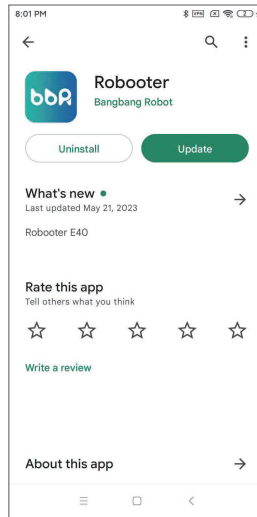 8:01 PM
bbR
Robooter
Bangbang Robot
Uninstall
Update
What's new
Last updated May 21, 2023
Robooter E40
Rate this app
Tell others what you think
Write a review
About this app